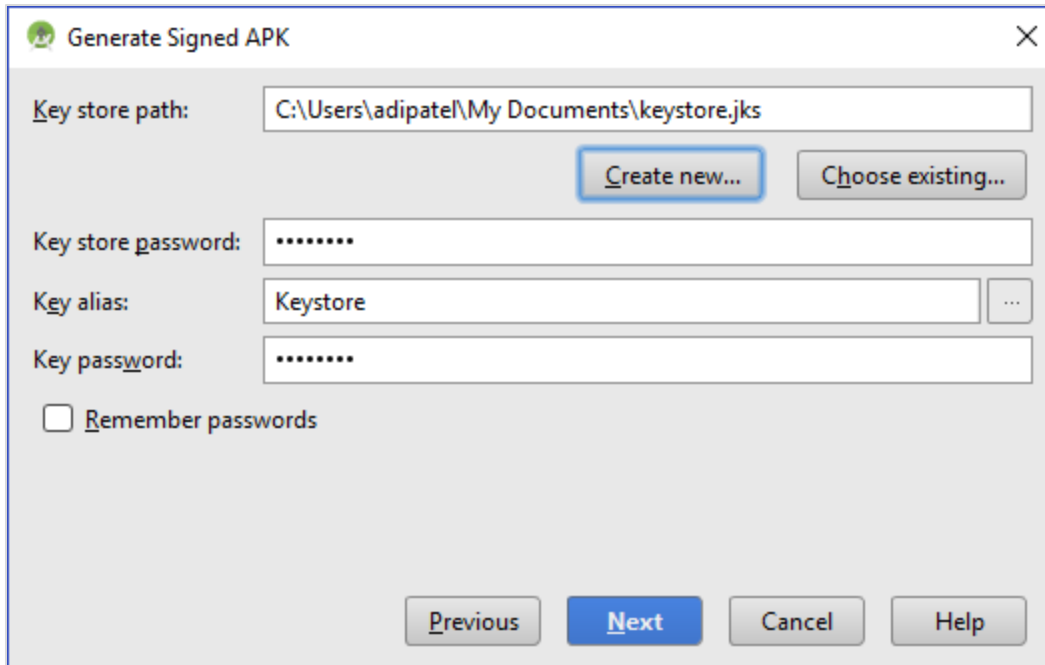 Generate Signed APK
Key store path: C:\Users\adipatel\My Documents\keystore.jks
Create new... Choose existing...
Key store password: ••••••••
Key alias: Keystore ...
Key password: ••••••••
Remember passwords
Previous Next Cancel Help